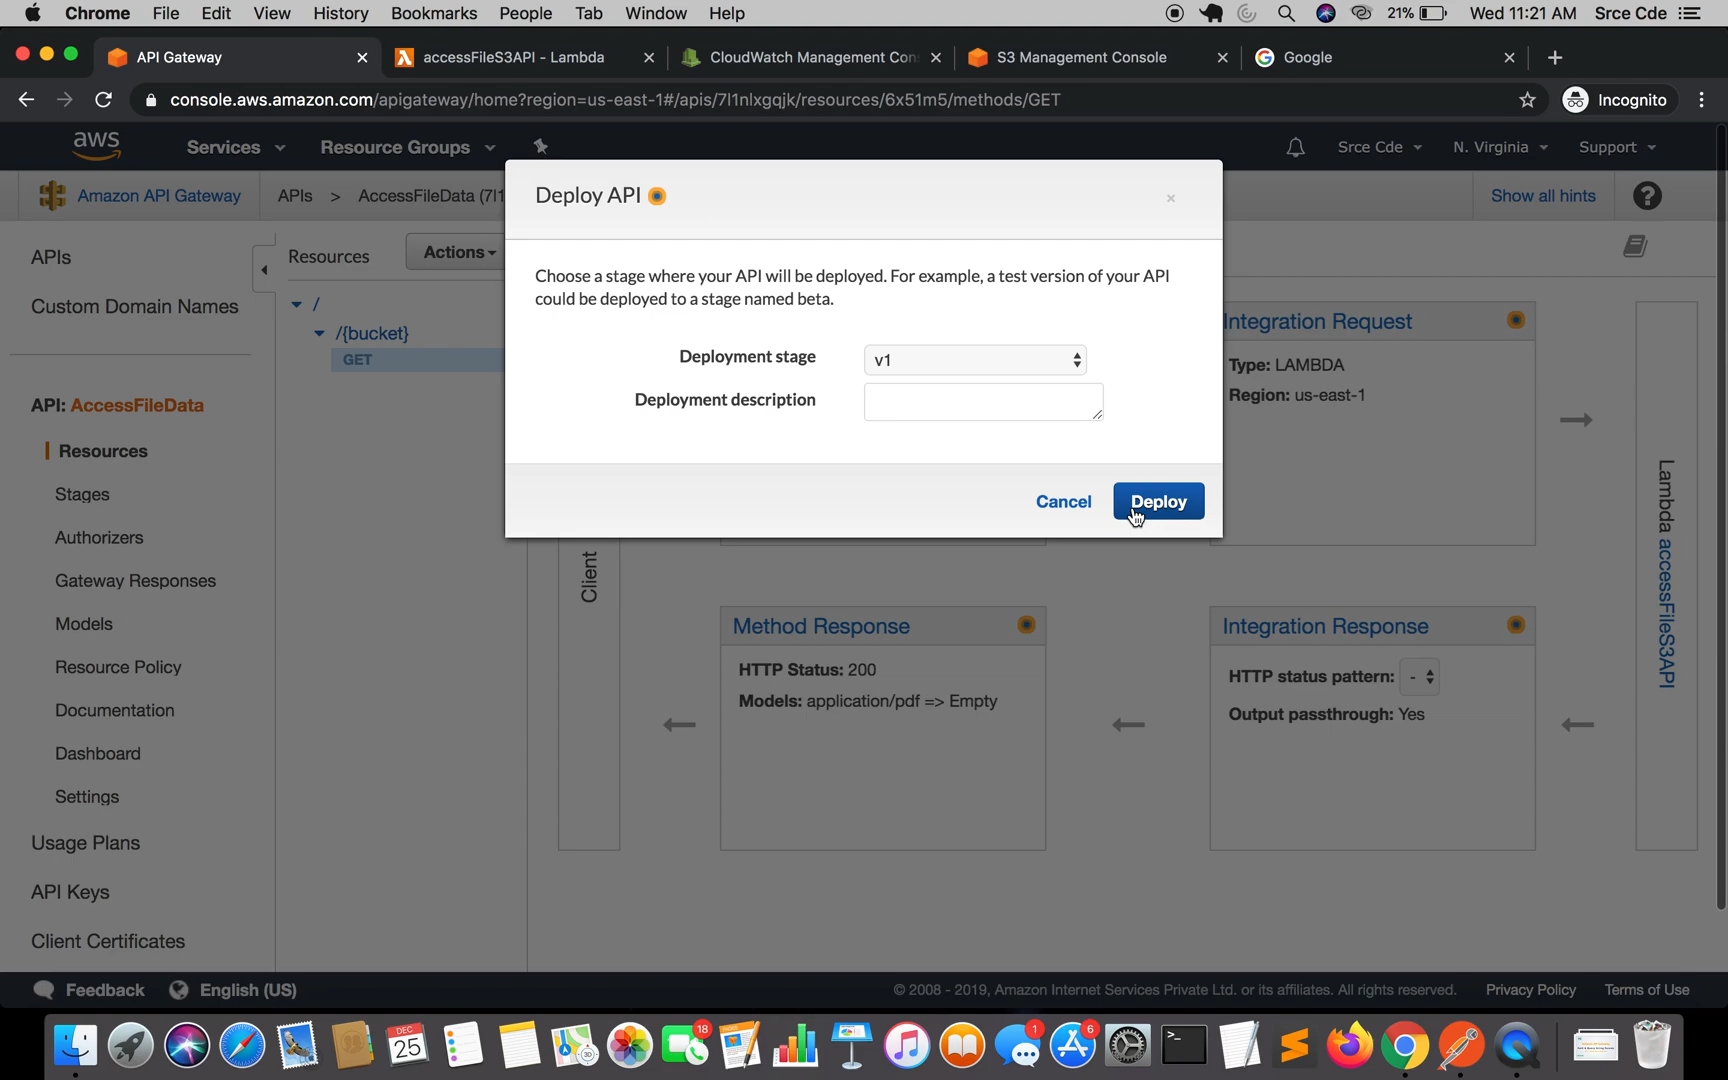 Chrome File Edit View History Bookmarks People Tab Window Help 21% Wed 11:21 AM Srce Cde
API Gateway accessFileS3API - Lambda CloudWatch Management Con S3 Management Console Google
console.aws.amazon.com/apigateway/home?region=us-east-1#/apis/7l1nlxgqjk/resources/6x51m5/methods/GET Incognito
aws Services Resource Groups Srce Cde N. Virginia Support
Amazon API Gateway APIs > AccessFileData (7l1 Show all hints ?
Deploy API
Choose a stage where your API will be deployed. For example, a test version of your API
could be deployed to a stage named beta.
Deployment stage v1
Deployment description
Cancel Deploy
APIs
Custom Domain Names
API: AccessFileData
Resources
Stages
Authorizers
Gateway Responses
Models
Resource Policy
Documentation
Dashboard
Settings
Usage Plans
API Keys
Client Certificates
Resources Actions
/
/{bucket}
GET
Client
Integration Request
Type: LAMBDA
Region: us-east-1
Method Response
HTTP Status: 200
Models: application/pdf => Empty
Integration Response
HTTP status pattern: -
Output passthrough: Yes
Lambda accessFileS3API
Feedback English (US) © 2008 - 2019, Amazon Internet Services Private Ltd. or its affiliates. All rights reserved. Privacy Policy Terms of Use
DEC
25
18
1
6